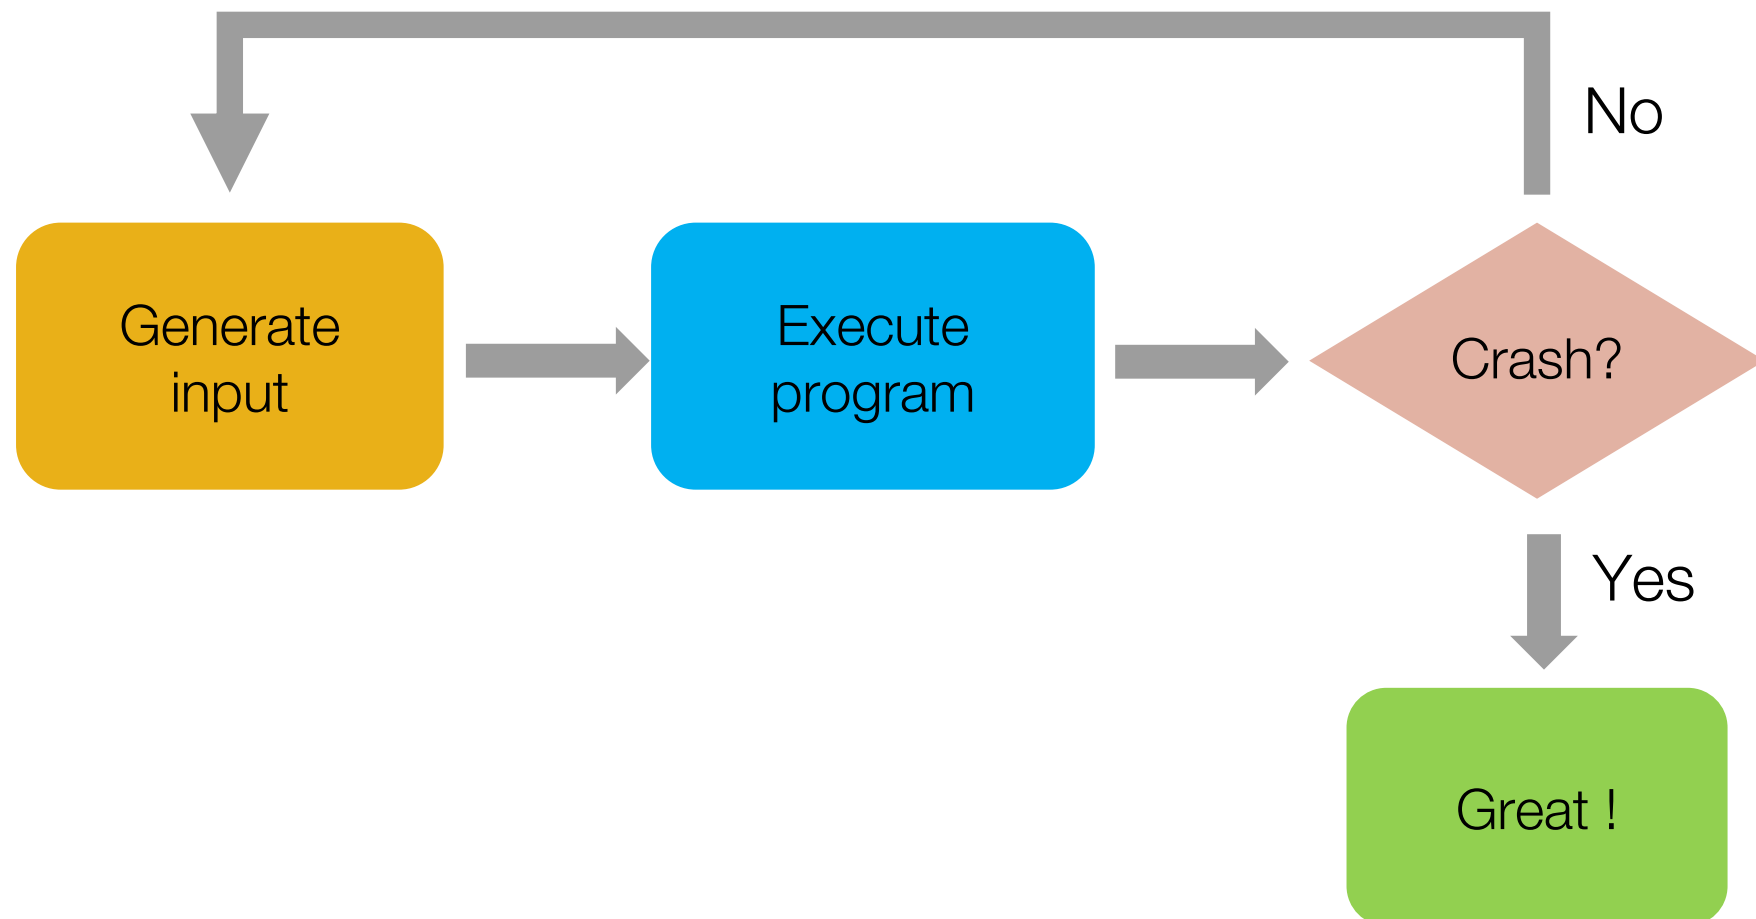 No
Generate
input
Execute
program
Crash?
Yes
Great !